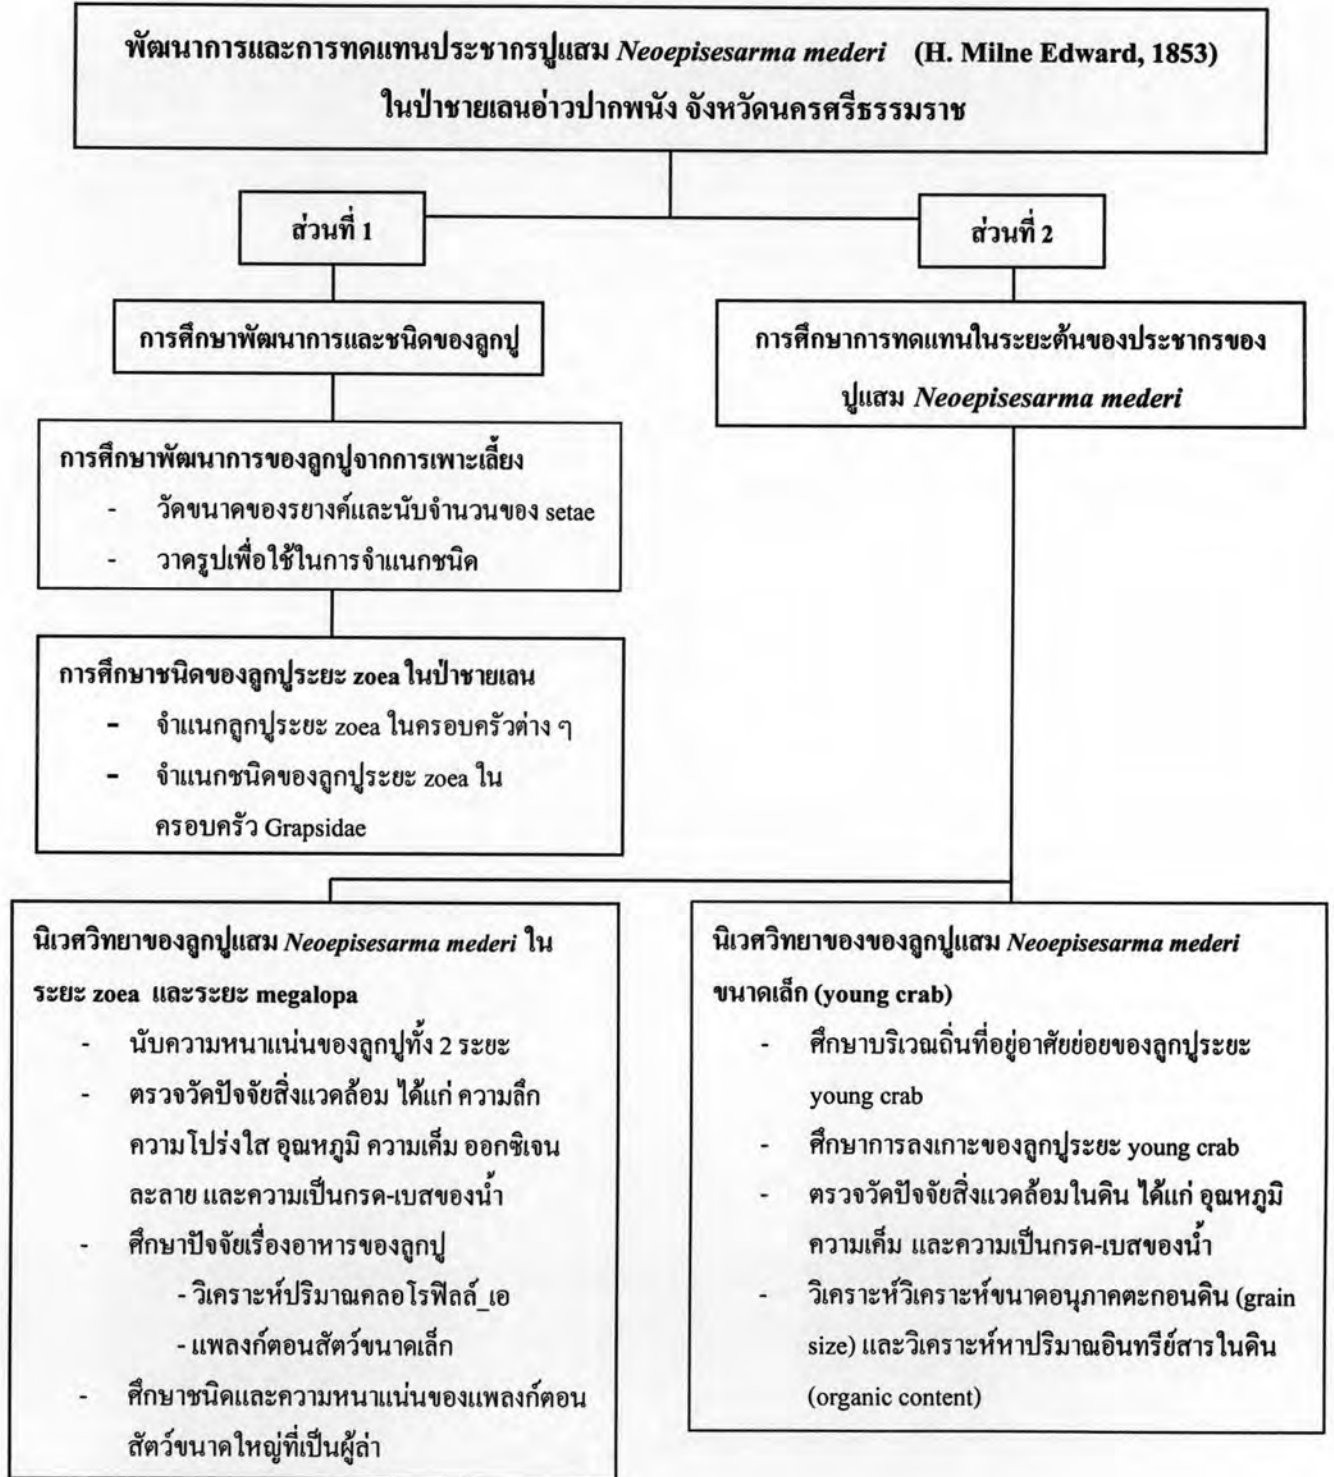 พัฒนาการและการทดแทนประชากรปูแสม Neoepisesarma mederi (H. Milne Edward, 1853)
ในป่าชายเลนอ่าวปากพนัง จังหวัดนครศรีธรรมราช
ส่วนที่ 1
การศึกษาพัฒนาการและชนิดของลูกปู
การศึกษาพัฒนาการของลูกปูจากการเพาะเลี้ยง
- วัดขนาดของรยางค์และนับจำนวนของ setae
- วาดรูปเพื่อใช้ในการจำแนกชนิด
การศึกษาชนิดของลูกปูระยะ zoea ในป่าชายเลน
- จำแนกลูกปูระยะ zoea ในครอบครัวต่าง ๆ
- จำแนกชนิดของลูกปูระยะ zoea ใน
ครอบครัว Grapsidae
ส่วนที่ 2
การศึกษาการทดแทนในระยะต้นของประชากรของ
ปูแสม Neoepisesarma mederi
นิเวศวิทยาของลูกปูแสม Neoepisesarma mederi ใน
ระยะ zoea และระยะ megalopa
- นับความหนาแน่นของลูกปูทั้ง 2 ระยะ
- ตรวจวัดปัจจัยสิ่งแวดล้อม ได้แก่ ความลึก
ความโปร่งใส อุณหภูมิ ความเค็ม ออกซิเจน
ละลาย และความเป็นกรด-เบสของน้ำ
- ศึกษาปัจจัยเรื่องอาหารของลูกปู
- วิเคราะห์ปริมาณคลอโรฟิลล์_เอ
- แพลงก์ตอนสัตว์ขนาดเล็ก
- ศึกษาชนิดและความหนาแน่นของแพลงก์ตอน
สัตว์ขนาดใหญ่ที่เป็นผู้ล่า
นิเวศวิทยาของของลูกปูแสม Neoepisesarma mederi
ขนาดเล็ก (young crab)
- ศึกษาบริเวณถิ่นที่อยู่อาศัยย่อยของลูกปูระยะ
young crab
- ศึกษาการลงเกาะของลูกปูระยะ young crab
- ตรวจวัดปัจจัยสิ่งแวดล้อมในดิน ได้แก่ อุณหภูมิ
ความเค็ม และความเป็นกรด-เบสของน้ำ
- วิเคราะห์วิเคราะห์ขนาดอนุภาคตะกอนดิน (grain
size) และวิเคราะห์หาปริมาณอินทรีย์สารในดิน
(organic content)